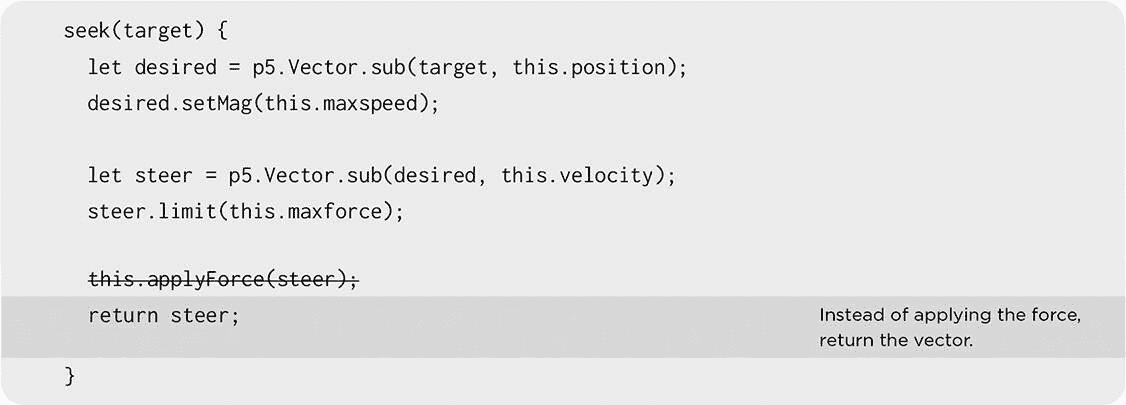 seek(target) {
let desired = p5.Vector.sub(target, this.position);
desired.setMag(this.maxspeed);
let steer = p5.Vector.sub(desired, this.velocity);
steer.limit(this.maxforce);
this.applyForce(steer);
return steer;
Instead of applying the force,
return the vector.
}